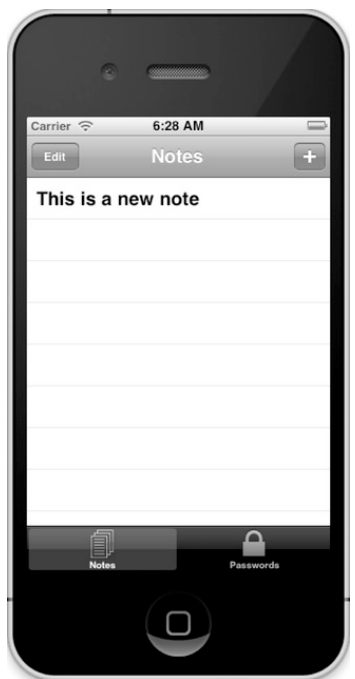 Carrier 6:28 AM
Edit Notes +
This is a new note
Notes Passwords